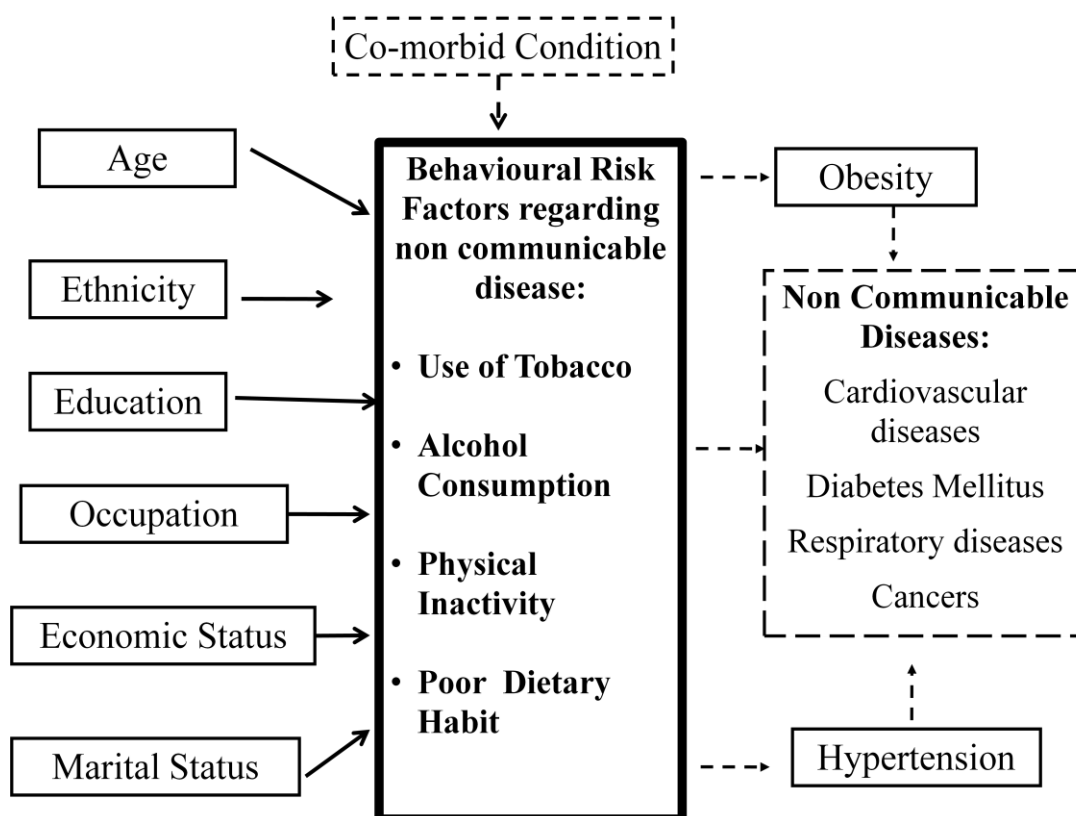 Co-morbid Condition
Age
Ethnicity
Education
Occupation
Economic Status
Marital Status
Behavioural Risk
Factors regarding
non communicable
disease:
• Use of Tobacco
• Alcohol
Consumption
• Physical
Inactivity
• Poor Dietary
Habit
Obesity
Non Communicable
Diseases:
Cardiovascular
diseases
Diabetes Mellitus
Respiratory diseases
Cancers
Hypertension